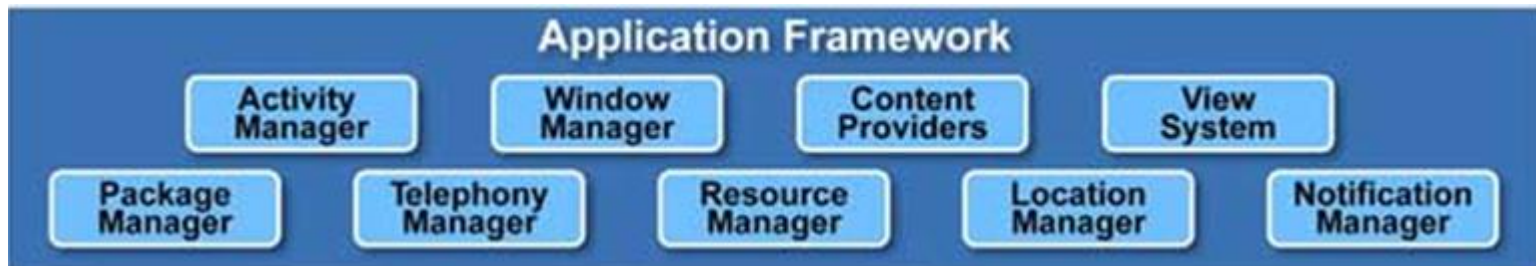 Application Framework
Activity
Manager
Window
Manager
Content
Providers
View
System
Package
Manager
Telephony
Manager
Resource
Manager
Location
Manager
Notification
Manager